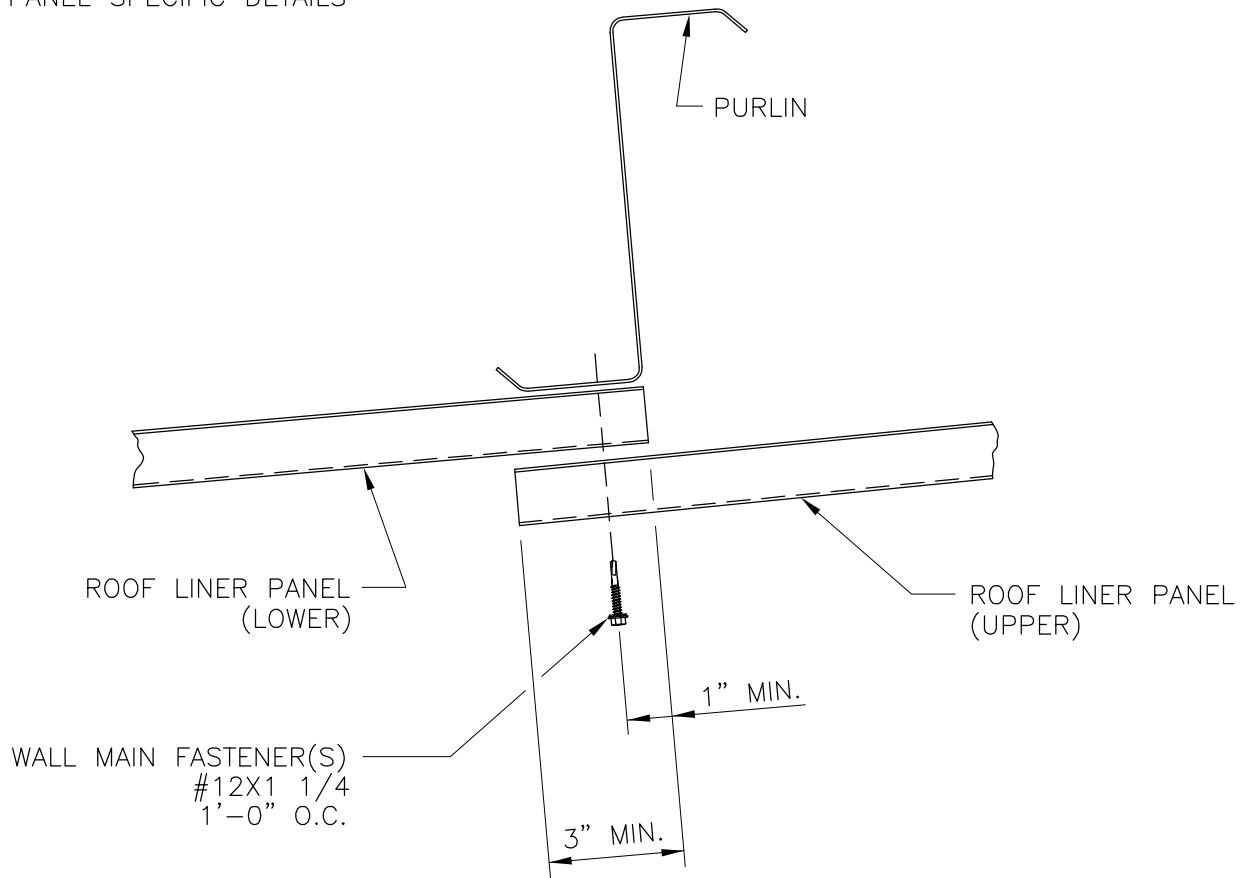 PANEL SPECIFIC DETAILS
PURLIN
ROOF LINER PANEL
(LOWER)
ROOF LINER PANEL
(UPPER)
1” MIN.
WALL MAIN FASTENER(S)
#12X1 1/4
1’-0” O.C.
3” MIN.